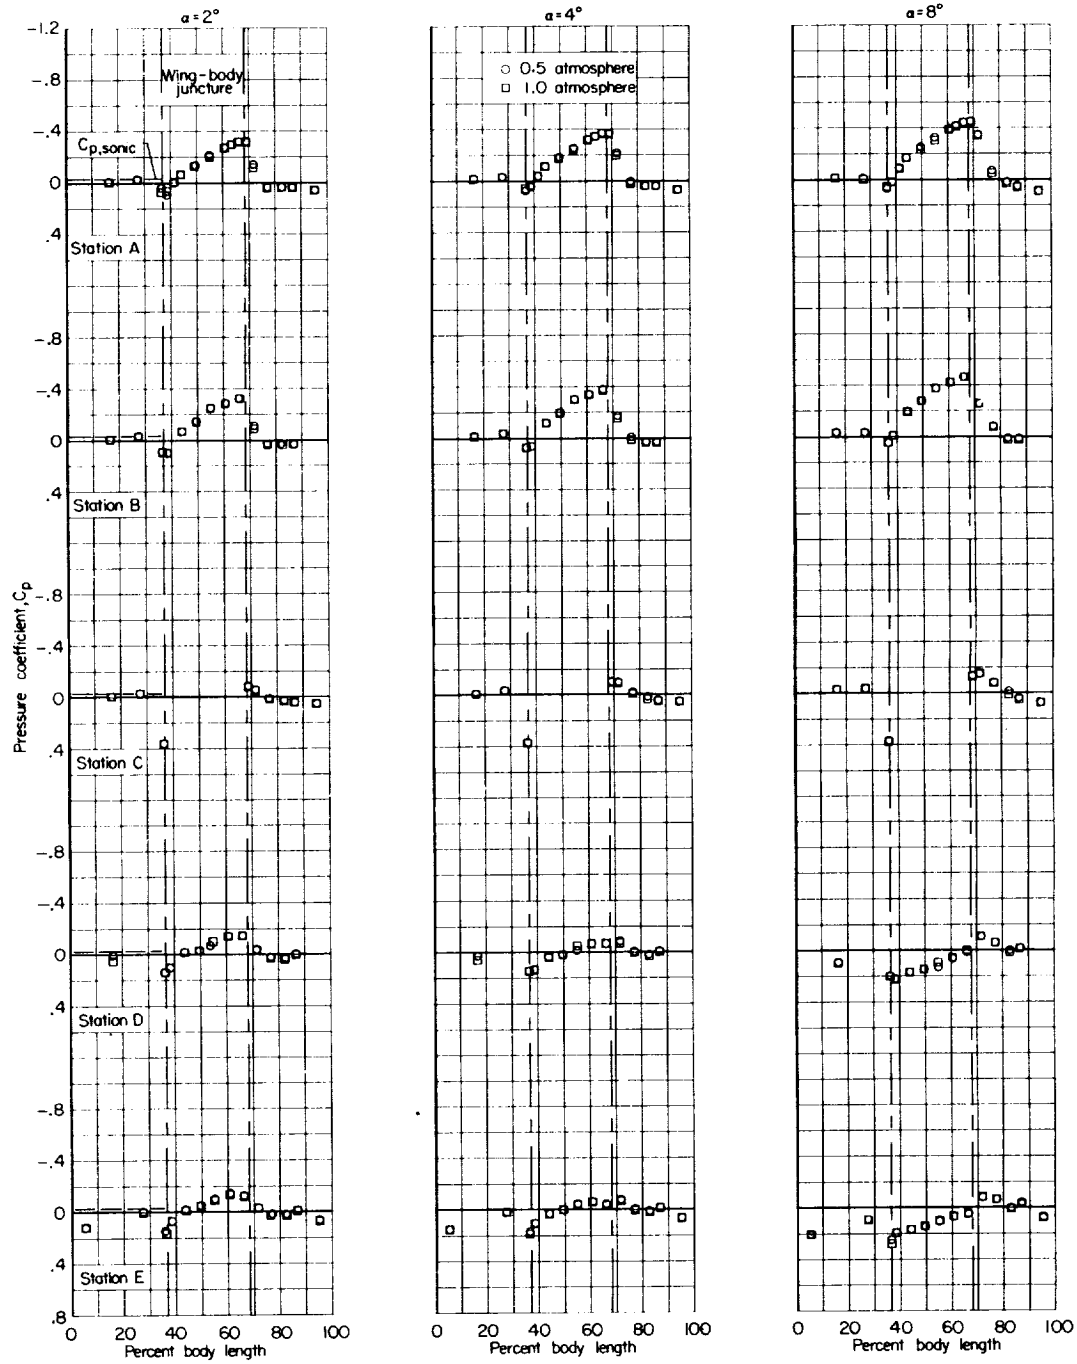 α=2°
α=4°
α=8°
-1.2
-.8
-.4
0
.4
-.8
-.4
0
.4
-.8
-.4
0
.4
-.8
-.4
0
.4
-.8
-.4
0
.4
.8
Wing-body
juncture
Cp,sonic
0.5 atmosphere
1.0 atmosphere
Station A
Station B
Station C
Station D
Station E
Pressure coefficient, Cp
0 20 40 60 80 100
Percent body length
0 20 40 60 80 100
Percent body length
0 20 40 60 80 100
Percent body length